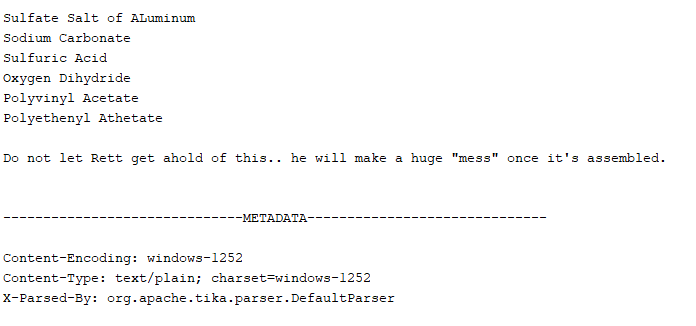 Sulfate Salt of ALuminum
Sodium Carbonate
Sulfuric Acid
Oxygen Dihydride
Polyvinyl Acetate
Polyethenyl Athetate
Do not let Rett get ahold of this.. he will make a huge "mess" once it's assembled.
------------------------------METADATA------------------------------
Content-Encoding: windows-1252
Content-Type: text/plain; charset=windows-1252
X-Parsed-By: org.apache.tika.parser.DefaultParser